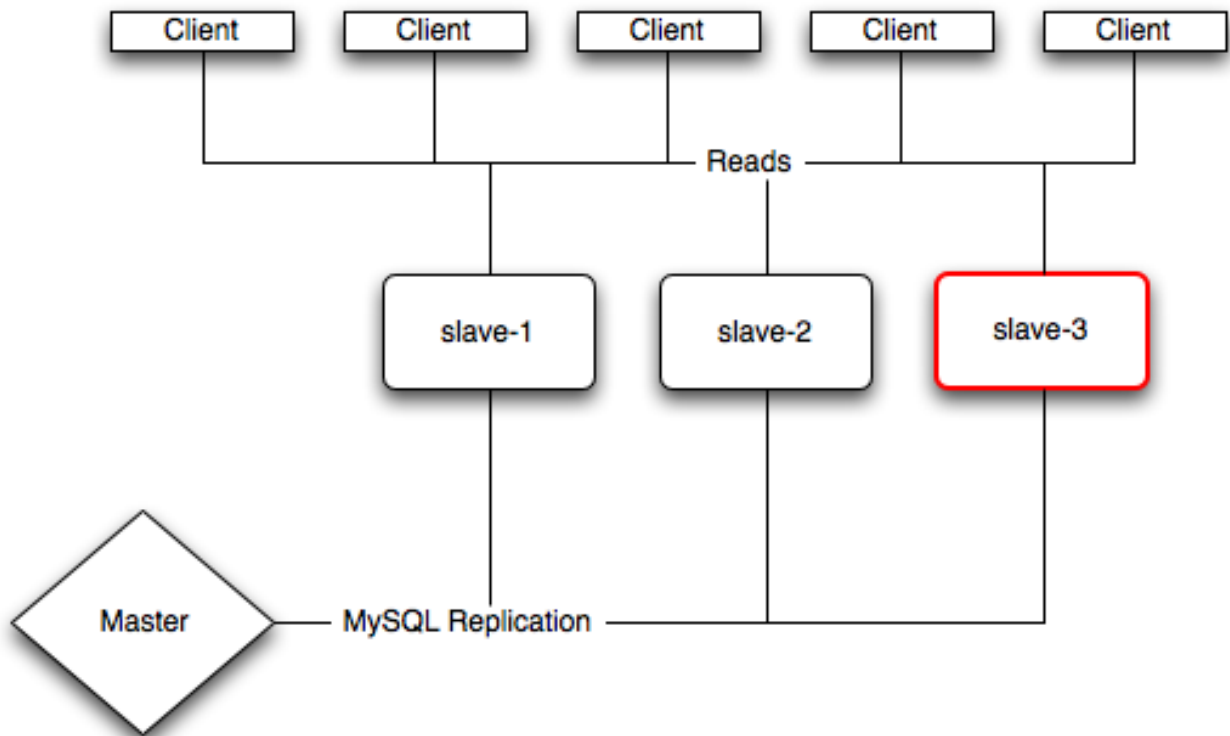 Client
Client
Client
Client
Client
Reads
slave-1
slave-2
slave-3
Master
MySQL Replication